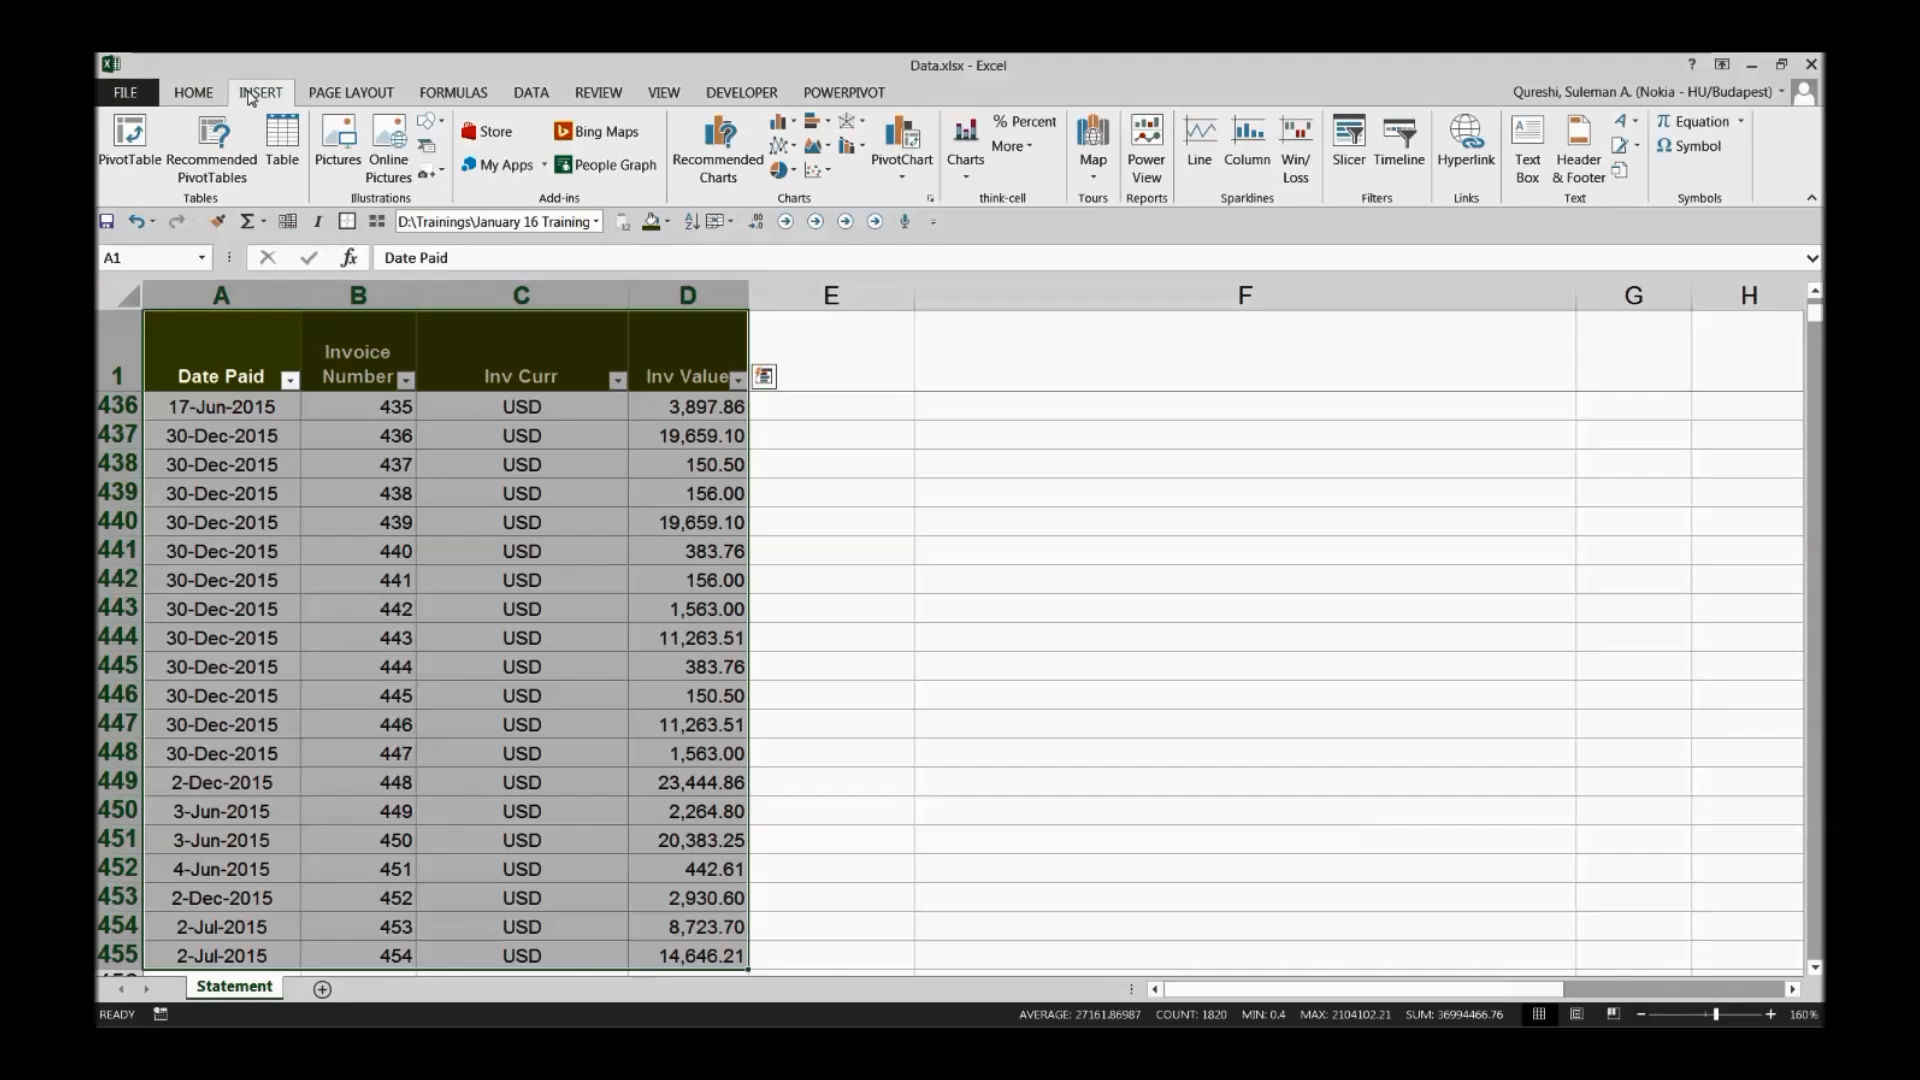 Data.xlsx - Excel
?
FILE HOME INSERT PAGE LAYOUT FORMULAS DATA REVIEW VIEW DEVELOPER POWERPIVOT
Qureshi, Suleman A. (Nokia - HU/Budapest)
PivotTable Recommended PivotTables Table
Tables
Pictures Online Pictures
Illustrations
Store
My Apps
Bing Maps
People Graph
Add-ins
Recommended Charts
PivotChart
Charts
Charts
% Percent
More
think-cell
Map
Tours
Power View
Reports
Line Column Win/Loss
Sparklines
Slicer Timeline
Filters
Hyperlink
Links
Text Box
Header & Footer
Text
π Equation
Ω Symbol
Symbols
D:\Trainings\January 16 Training
A1 fx Date Paid
A B C D E F G H
1 Date Paid Invoice Number Inv Curr Inv Value
436 17-Jun-2015 435 USD 3,897.86
437 30-Dec-2015 436 USD 19,659.10
438 30-Dec-2015 437 USD 150.50
439 30-Dec-2015 438 USD 156.00
440 30-Dec-2015 439 USD 19,659.10
441 30-Dec-2015 440 USD 383.76
442 30-Dec-2015 441 USD 156.00
443 30-Dec-2015 442 USD 1,563.00
444 30-Dec-2015 443 USD 11,263.51
445 30-Dec-2015 444 USD 383.76
446 30-Dec-2015 445 USD 150.50
447 30-Dec-2015 446 USD 11,263.51
448 30-Dec-2015 447 USD 1,563.00
449 2-Dec-2015 448 USD 23,444.86
450 3-Jun-2015 449 USD 2,264.80
451 3-Jun-2015 450 USD 20,383.25
452 4-Jun-2015 451 USD 442.61
453 2-Dec-2015 452 USD 2,930.60
454 2-Jul-2015 453 USD 8,723.70
455 2-Jul-2015 454 USD 14,646.21
Statement
READY
AVERAGE: 27161.86987 COUNT: 1820 MIN: 0.4 MAX: 2104102.21 SUM: 36994466.76 160%